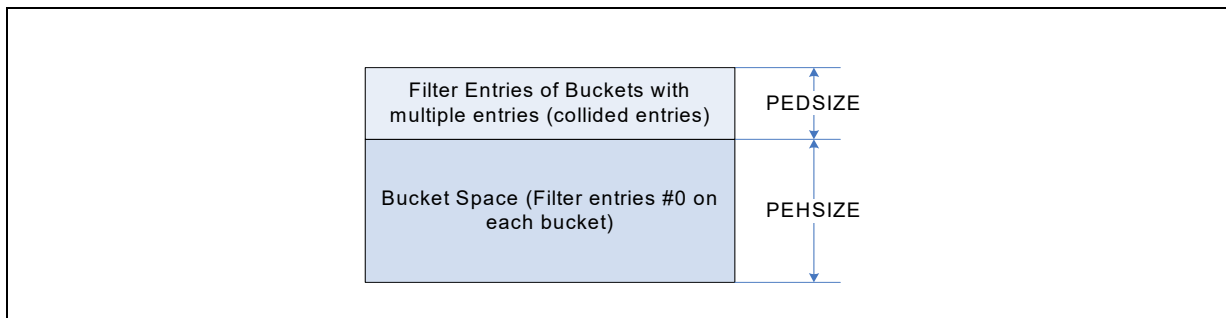 Filter Entries of Buckets with
multiple entries (collided entries)
PEDSIZE
Bucket Space (Filter entries #0 on
each bucket)
PEHSIZE